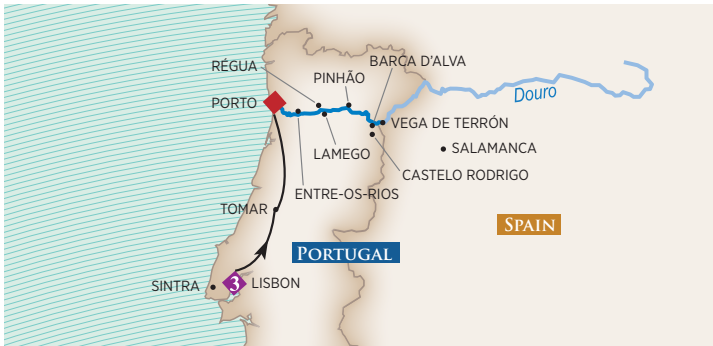 BARCA D'ALVA
RÉGUA
PINHÃO
Douro
PORTO
VEGA DE TERRÓN
SALAMANCA
LAMEGO
CASTELO RODRIGO
ENTRE-OS-RIOS
TOMAR
SPAIN
PORTUGAL
SINTRA
3
LISBON